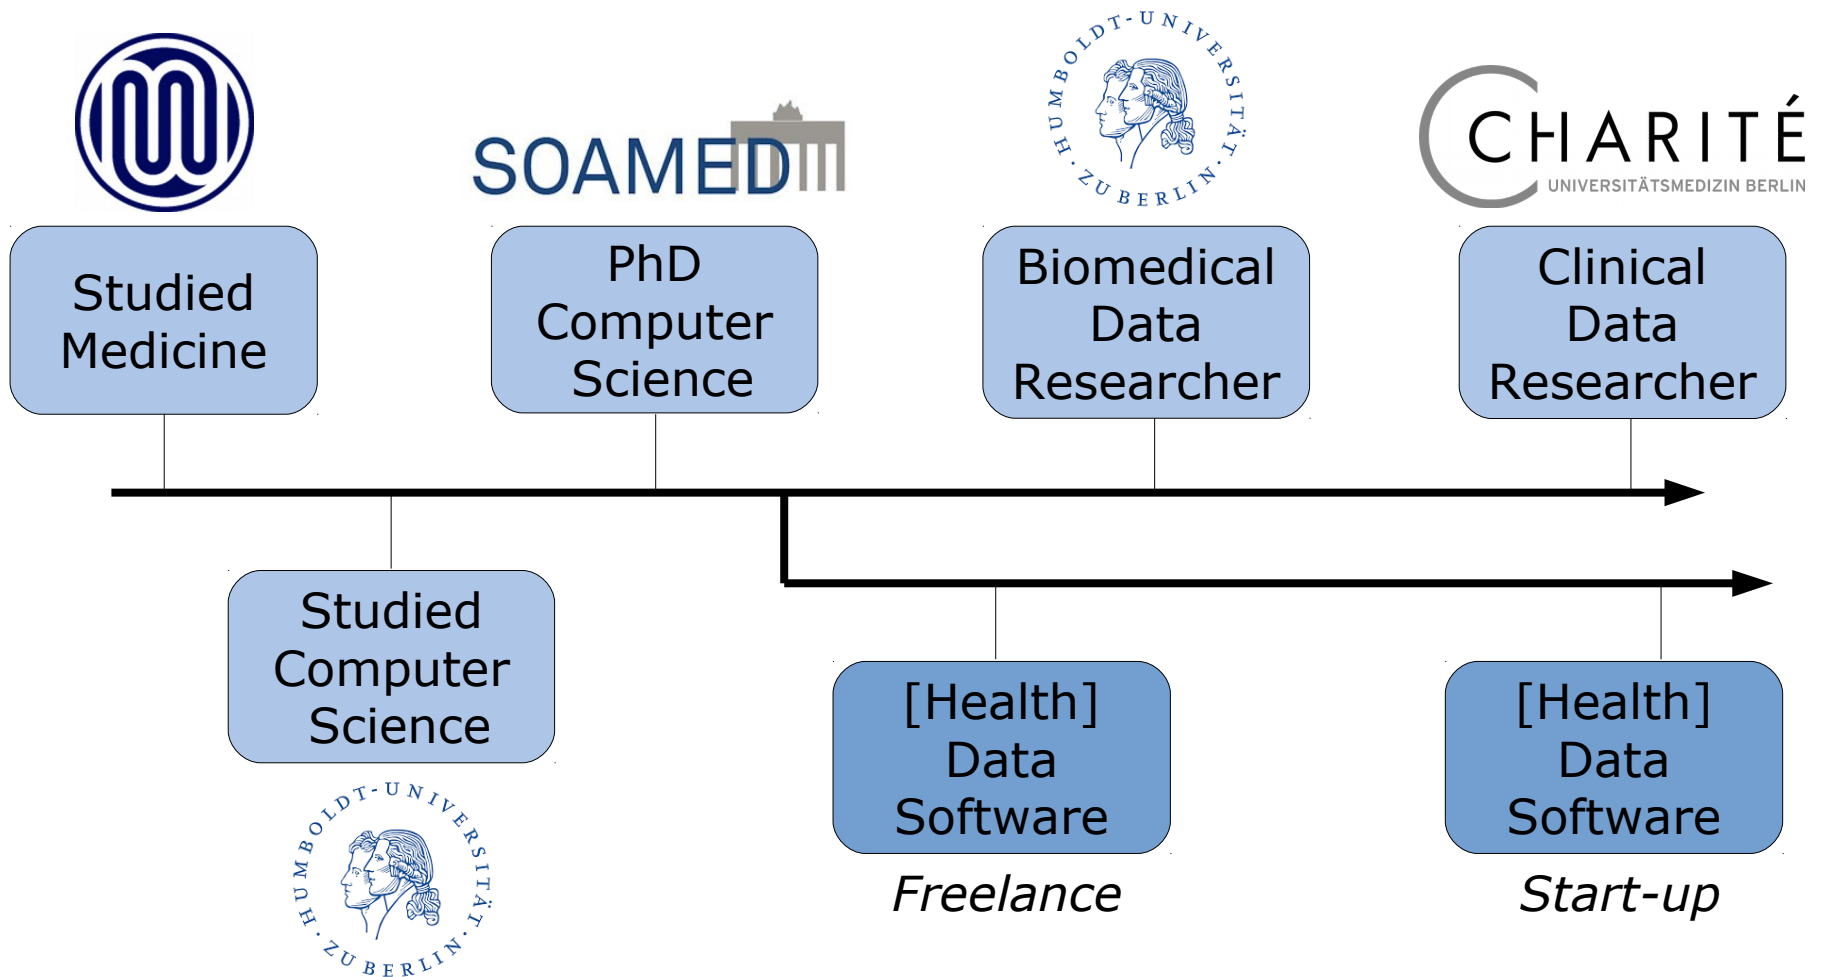 SOAMED
HUMBOLDT-UNIVERSITÄT
· ZU BERLIN ·
CHARITÉ
UNIVERSITÄTSMEDIZIN BERLIN
Studied
Medicine
PhD
Computer
Science
Biomedical
Data
Researcher
Clinical
Data
Researcher
Studied
Computer
Science
HUMBOLDT-UNIVERSITÄT
· ZU BERLIN ·
[Health]
Data
Software
Freelance
[Health]
Data
Software
Start-up